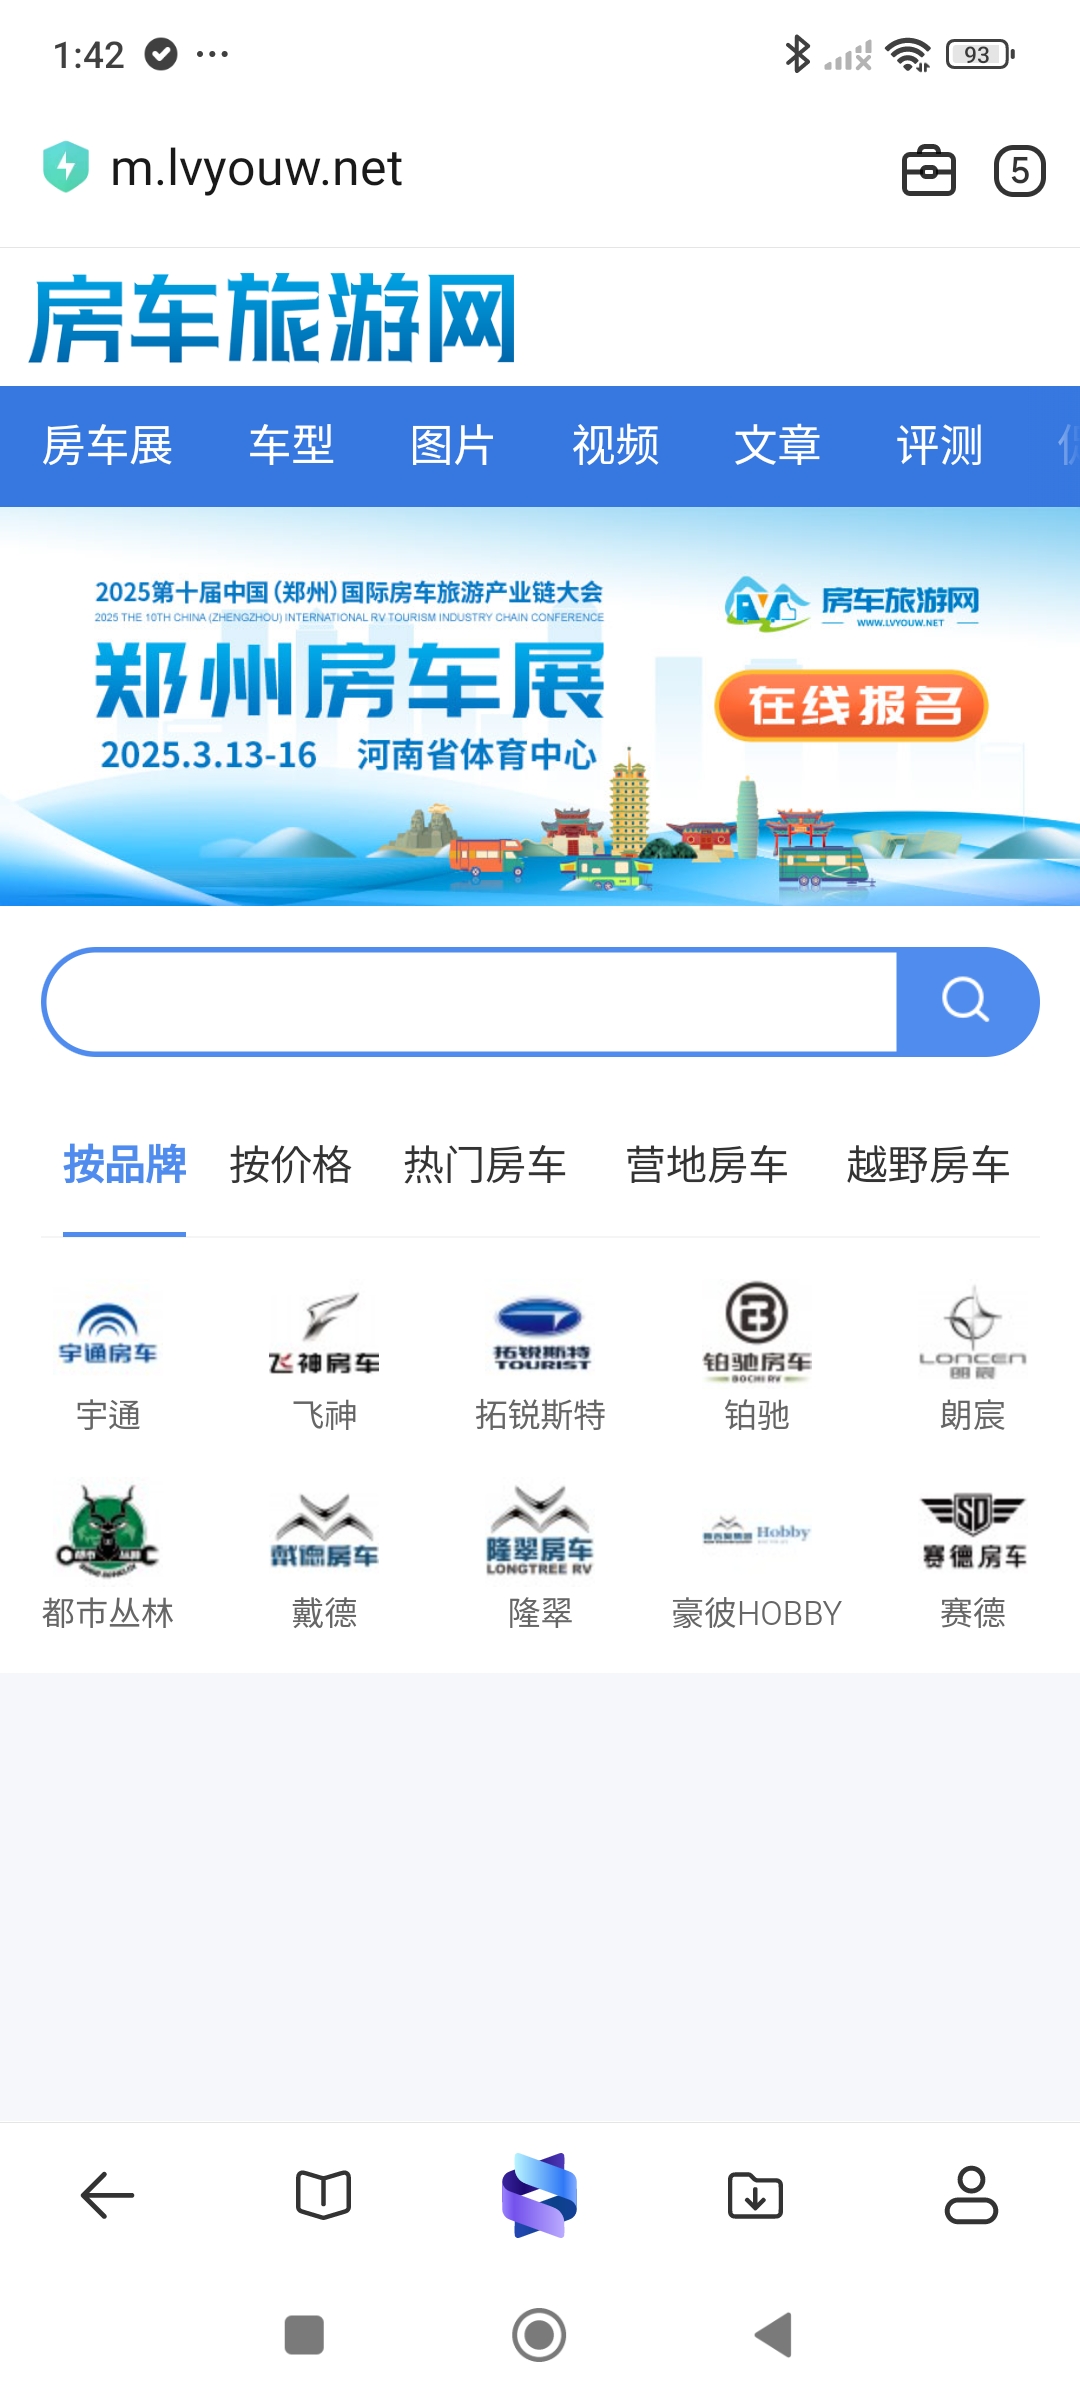 1:42
93
m.lvyouw.net
5
房车旅游网
房车展 车型 图片 视频 文章 评测
2025第十届中国（郑州）国际房车旅游产业链大会
2025 THE 10TH CHINA (ZHENGZHOU) INTERNATIONAL RV TOURISM INDUSTRY CHAIN CONFERENCE
郑州房车展
2025.3.13-16 河南省体育中心
房车旅游网
WWW.LVYOUW.NET
在线报名
按品牌 按价格 热门房车 营地房车 越野房车
宇通房车
飞神房车
拓锐斯特
TOURIST
铂驰房车
BOCHI RV
LONCEN
朗宸
宇通 飞神 拓锐斯特 铂驰 朗宸
戴德房车
隆翠房车
LONGTREE RV
Hobby
SD
赛德房车
都市丛林 戴德 隆翠 豪彼HOBBY 赛德